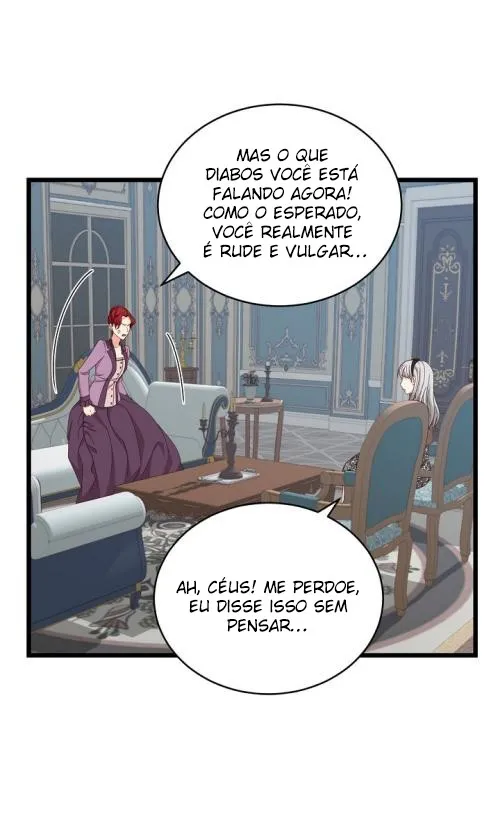 MAS O QUE
DIABOS VOCÊ ESTÁ
FALANDO AGORA!
COMO O ESPERADO,
VOCÊ REALMENTE
É RUDE E VULGAR...
AH, CÉUS! ME PERDOE,
EU DISSE ISSO SEM
PENSAR...